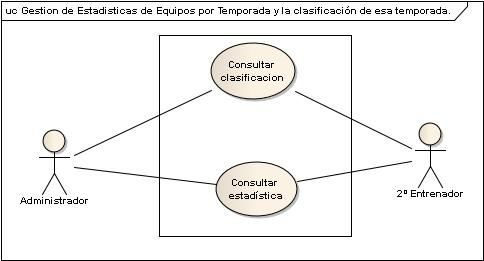 uc Gestion de Estadisticas de Equipos por Temporada y la clasificación de esa temporada.
Consultar
clasificacion
Consultar
estadística
Administrador
2º Entrenador